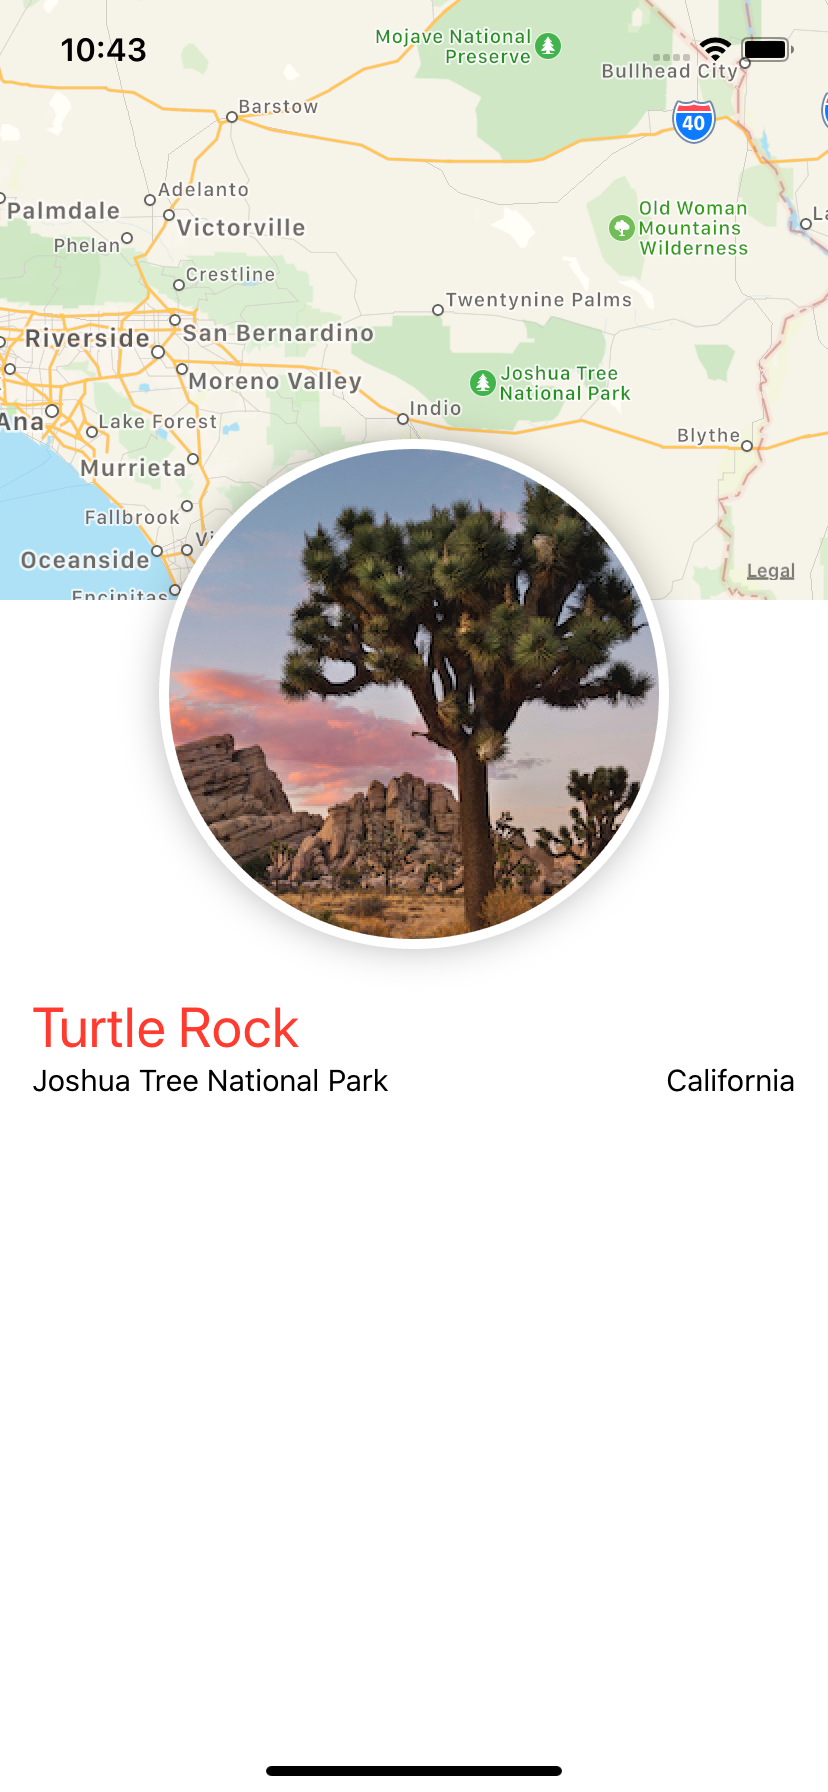 10:43
Mojave National
Preserve
Bullhead City
Barstow
40
Adelanto
Palmdale
Victorville
Phelan
Old Woman
Mountains
Wilderness
Crestline
Twentynine Palms
Riverside
San Bernardino
Moreno Valley
Joshua Tree
National Park
Indio
Ana
Lake Forest
Blythe
Murrieta
Fallbrook
Oceanside
Legal
Encinitas
Turtle Rock
Joshua Tree National Park
California